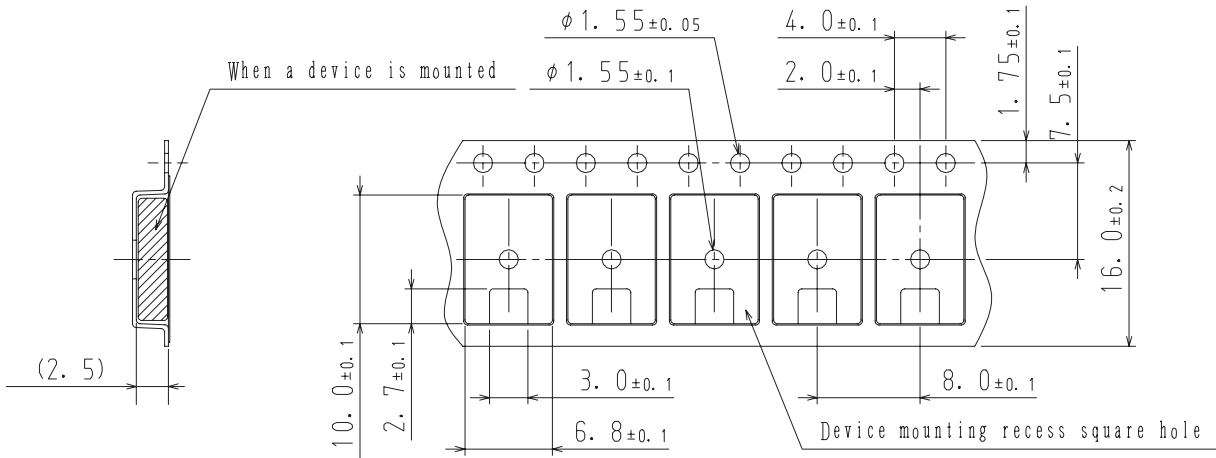 φ1.55±0.05
4.0±0.1
When a device is mounted
φ1.55±0.1
2.0±0.1
1.75±0.1
7.5±0.1
16.0±0.2
(2.5)
10.0±0.1
2.7±0.1
3.0±0.1
6.8±0.1
8.0±0.1
Device mounting recess square hole